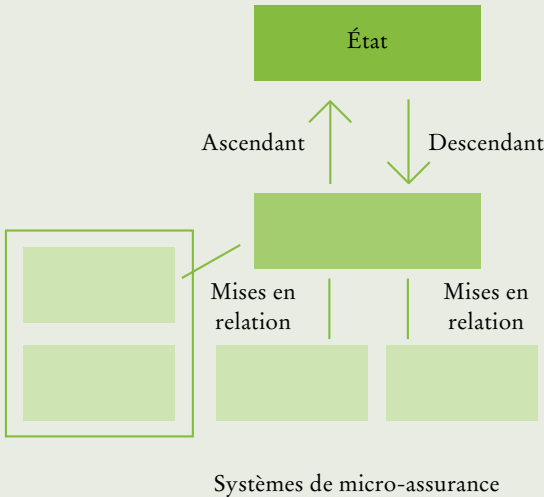 État
Ascendant
Descendant
Mises en
relation
Mises en
relation
Systèmes de micro-assurance